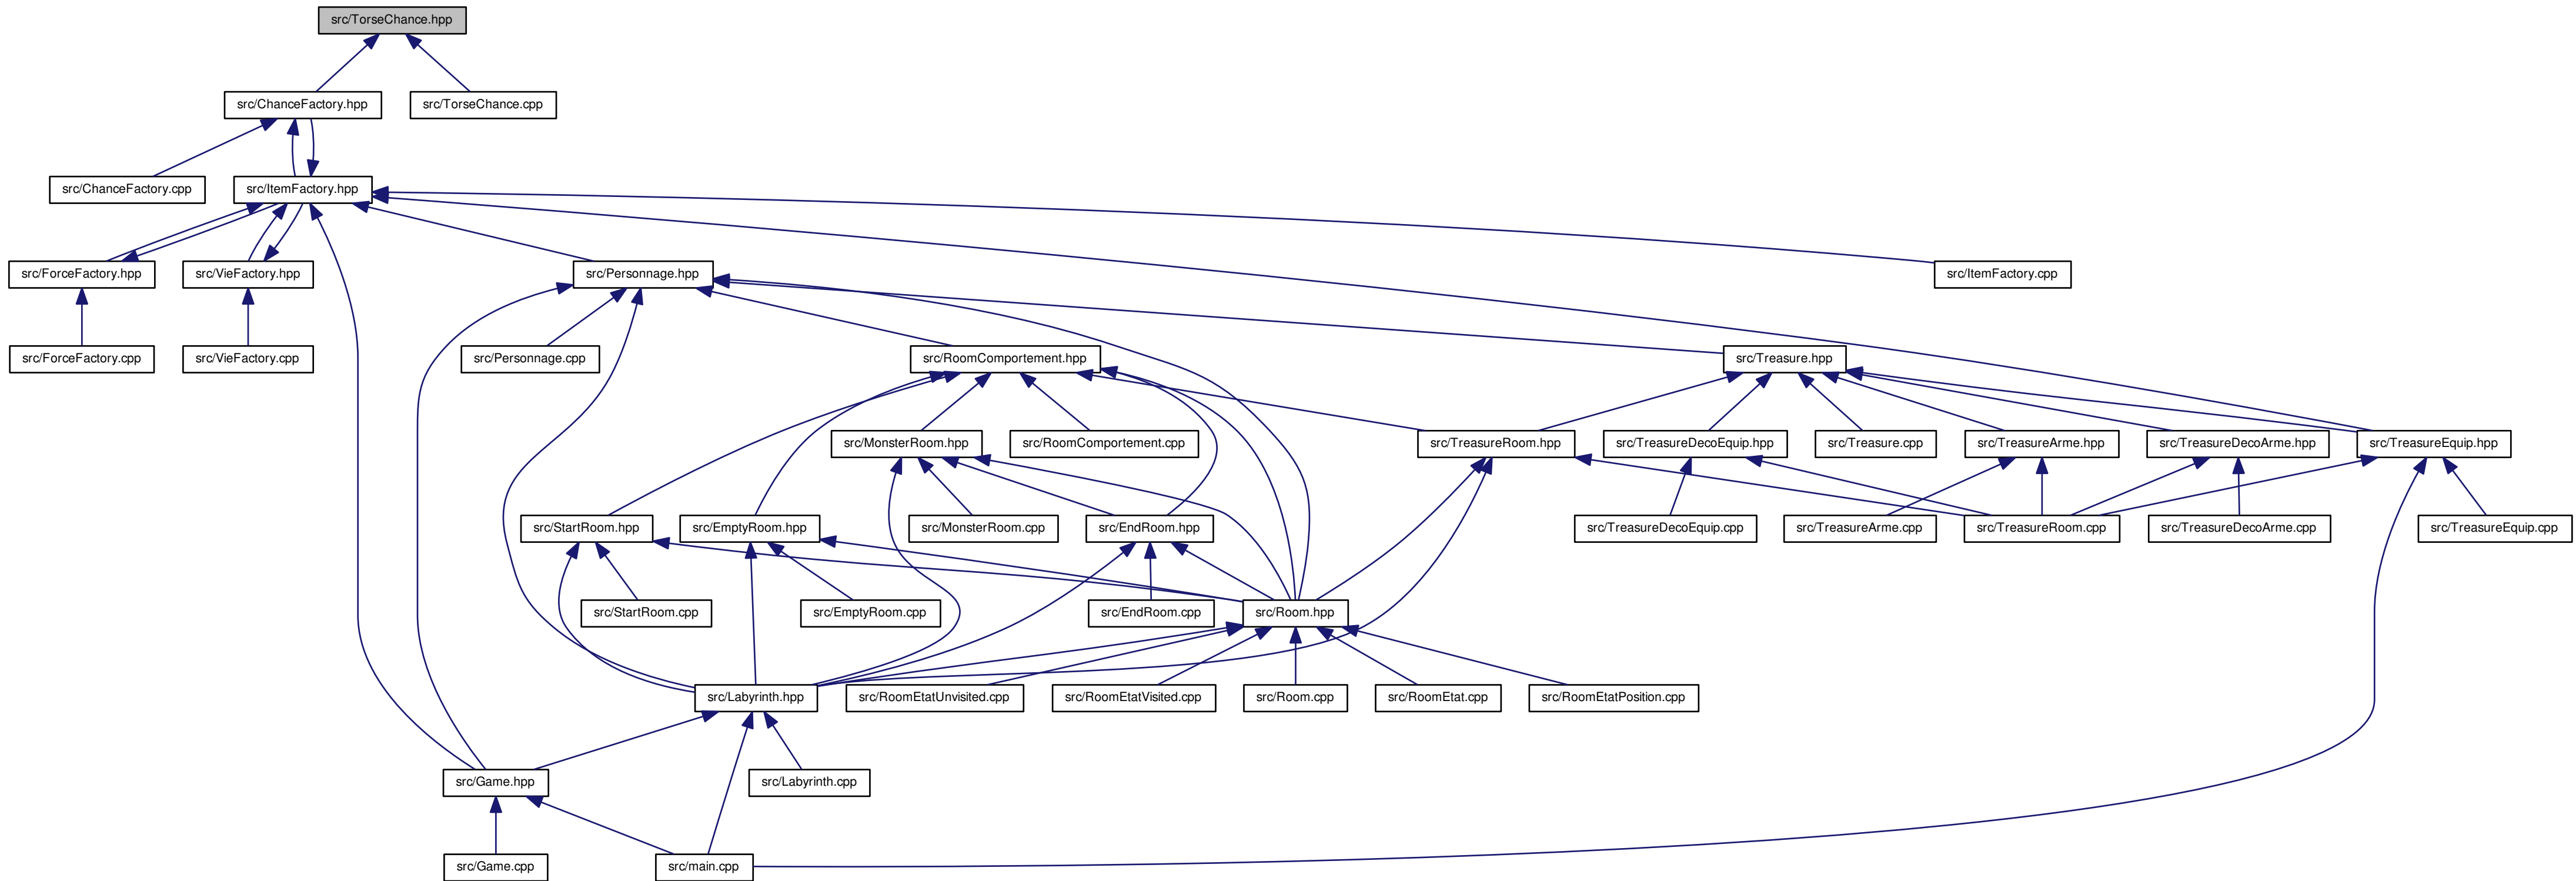 src/TorseChance.hpp
src/ChanceFactory.hpp
src/TorseChance.cpp
src/ChanceFactory.cpp
src/ItemFactory.hpp
src/ForceFactory.hpp
src/VieFactory.hpp
src/Personnage.hpp
src/ItemFactory.cpp
src/ForceFactory.cpp
src/VieFactory.cpp
src/Personnage.cpp
src/RoomComportement.hpp
src/Treasure.hpp
src/MonsterRoom.hpp
src/RoomComportement.cpp
src/TreasureRoom.hpp
src/TreasureDecoEquip.hpp
src/Treasure.cpp
src/TreasureArme.hpp
src/TreasureDecoArme.hpp
src/TreasureEquip.hpp
src/StartRoom.hpp
src/EmptyRoom.hpp
src/MonsterRoom.cpp
src/EndRoom.hpp
src/TreasureDecoEquip.cpp
src/TreasureArme.cpp
src/TreasureRoom.cpp
src/TreasureDecoArme.cpp
src/TreasureEquip.cpp
src/StartRoom.cpp
src/EmptyRoom.cpp
src/EndRoom.cpp
src/Room.hpp
src/Labyrinth.hpp
src/RoomEtatUnvisited.cpp
src/RoomEtatVisited.cpp
src/Room.cpp
src/RoomEtat.cpp
src/RoomEtatPosition.cpp
src/Game.hpp
src/Labyrinth.cpp
src/Game.cpp
src/main.cpp